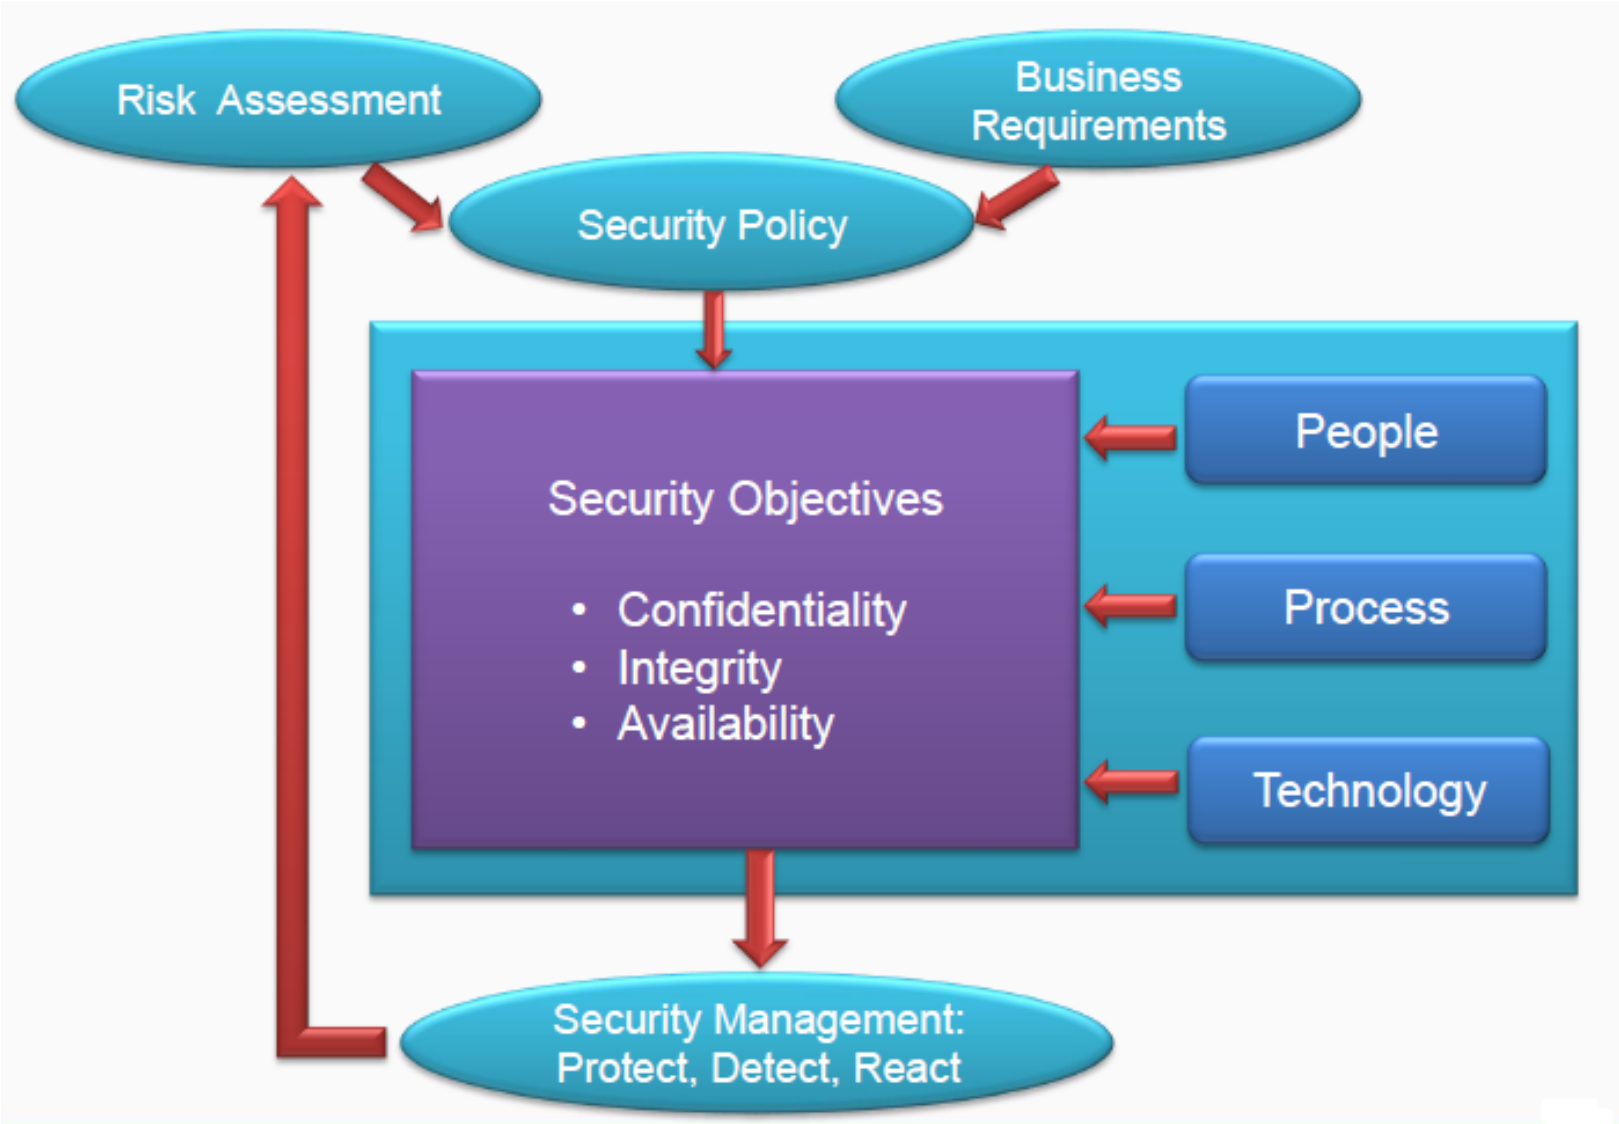 Risk Assessment
Business
Requirements
Security Policy
Security Objectives
• Confidentiality
• Integrity
• Availability
People
Process
Technology
Security Management:
Protect, Detect, React